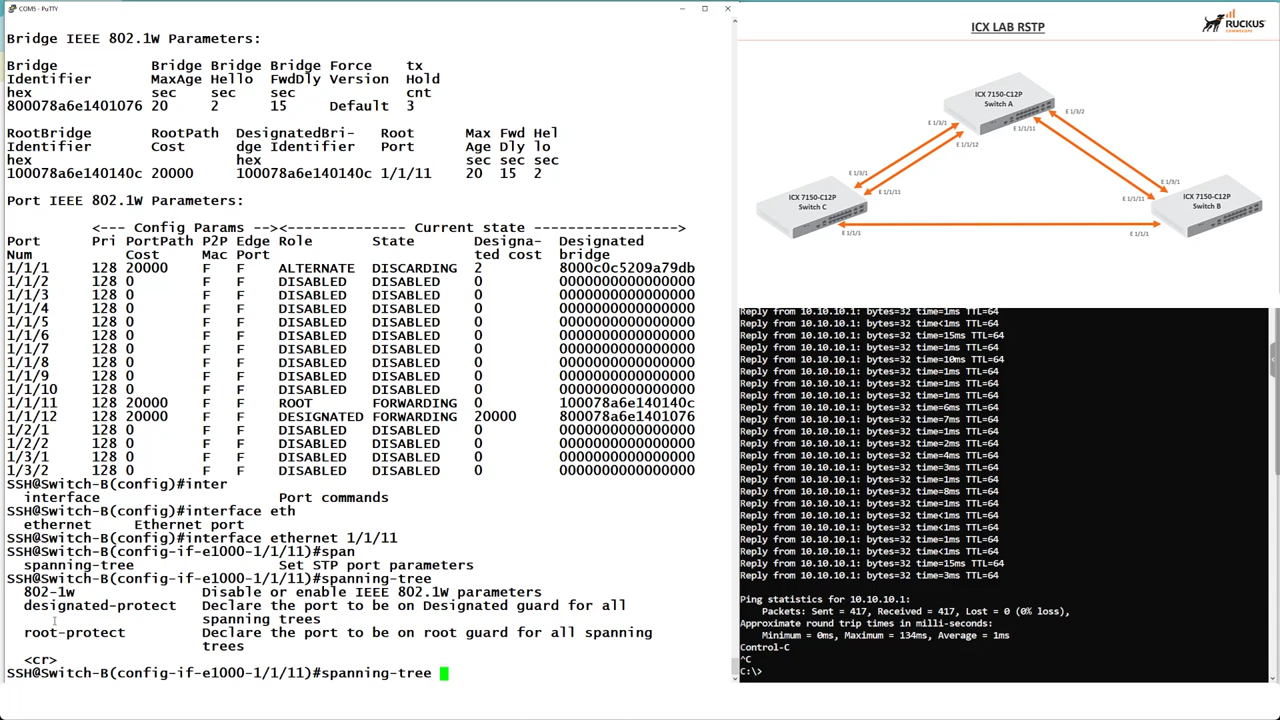 COM5 - PuTTY
Bridge IEEE 802.1W Parameters:
Bridge Bridge Bridge Bridge Force tx
Identifier MaxAge Hello FwdDly Version Hold
hex sec sec sec cnt
800078a6e1401076 20 2 15 Default 3
RootBridge RootPath DesignatedBri- Root Max Fwd Hel
Identifier Cost dge Identifier Port Age Dly lo
hex hex sec sec sec
100078a6e140140c 20000 100078a6e140140c 1/1/11 20 15 2
Port IEEE 802.1W Parameters:
<--- Config Params --><-------------- Current state ----------------->
Port Pri PortPath P2P Edge Role State Designa- Designated
Num Cost Mac Port ted cost bridge
1/1/1 128 20000 F F ALTERNATE DISCARDING 2 8000c0c5209a79db
1/1/2 128 0 F F DISABLED DISABLED 0 0000000000000000
1/1/3 128 0 F F DISABLED DISABLED 0 0000000000000000
1/1/4 128 0 F F DISABLED DISABLED 0 0000000000000000
1/1/5 128 0 F F DISABLED DISABLED 0 0000000000000000
1/1/6 128 0 F F DISABLED DISABLED 0 0000000000000000
1/1/7 128 0 F F DISABLED DISABLED 0 0000000000000000
1/1/8 128 0 F F DISABLED DISABLED 0 0000000000000000
1/1/9 128 0 F F DISABLED DISABLED 0 0000000000000000
1/1/10 128 0 F F DISABLED DISABLED 0 0000000000000000
1/1/11 128 20000 F F ROOT FORWARDING 0 100078a6e140140c
1/1/12 128 20000 F F DESIGNATED FORWARDING 20000 800078a6e1401076
1/2/1 128 0 F F DISABLED DISABLED 0 0000000000000000
1/2/2 128 0 F F DISABLED DISABLED 0 0000000000000000
1/3/1 128 0 F F DISABLED DISABLED 0 0000000000000000
1/3/2 128 0 F F DISABLED DISABLED 0 0000000000000000
SSH@Switch-B(config)#inter
interface Port commands
SSH@Switch-B(config)#interface eth
ethernet Ethernet port
SSH@Switch-B(config)#interface ethernet 1/1/11
SSH@Switch-B(config-if-e1000-1/1/11)#span
spanning-tree Set STP port parameters
SSH@Switch-B(config-if-e1000-1/1/11)#spanning-tree
802-1w Disable or enable IEEE 802.1W parameters
designated-protect Declare the port to be on Designated guard for all
spanning trees
root-protect Declare the port to be on root guard for all spanning
trees
<cr>
SSH@Switch-B(config-if-e1000-1/1/11)#spanning-tree
ICX LAB RSTP
RUCKUS
COMMSCOPE
ICX 7150-C12P
Switch A
E 1/3/1
E 1/1/12
E 1/1/11
E 1/3/2
E 1/3/1
E 1/1/11
ICX 7150-C12P
Switch C
E 1/1/1
E 1/3/1
E 1/1/11
ICX 7150-C12P
Switch B
E 1/1/1
Reply from 10.10.10.1: bytes=32 time=1ms TTL=64
Reply from 10.10.10.1: bytes=32 time<1ms TTL=64
Reply from 10.10.10.1: bytes=32 time=15ms TTL=64
Reply from 10.10.10.1: bytes=32 time=1ms TTL=64
Reply from 10.10.10.1: bytes=32 time=10ms TTL=64
Reply from 10.10.10.1: bytes=32 time=1ms TTL=64
Reply from 10.10.10.1: bytes=32 time=1ms TTL=64
Reply from 10.10.10.1: bytes=32 time<1ms TTL=64
Reply from 10.10.10.1: bytes=32 time=6ms TTL=64
Reply from 10.10.10.1: bytes=32 time=7ms TTL=64
Reply from 10.10.10.1: bytes=32 time=1ms TTL=64
Reply from 10.10.10.1: bytes=32 time=2ms TTL=64
Reply from 10.10.10.1: bytes=32 time=4ms TTL=64
Reply from 10.10.10.1: bytes=32 time=3ms TTL=64
Reply from 10.10.10.1: bytes=32 time=1ms TTL=64
Reply from 10.10.10.1: bytes=32 time=8ms TTL=64
Reply from 10.10.10.1: bytes=32 time<1ms TTL=64
Reply from 10.10.10.1: bytes=32 time<1ms TTL=64
Reply from 10.10.10.1: bytes=32 time=1ms TTL=64
Reply from 10.10.10.1: bytes=32 time<1ms TTL=64
Reply from 10.10.10.1: bytes=32 time=15ms TTL=64
Reply from 10.10.10.1: bytes=32 time=3ms TTL=64
Ping statistics for 10.10.10.1:
Packets: Sent = 417, Received = 417, Lost = 0 (0% loss),
Approximate round trip times in milli-seconds:
Minimum = 0ms, Maximum = 134ms, Average = 1ms
Control-C
^C
C:\>